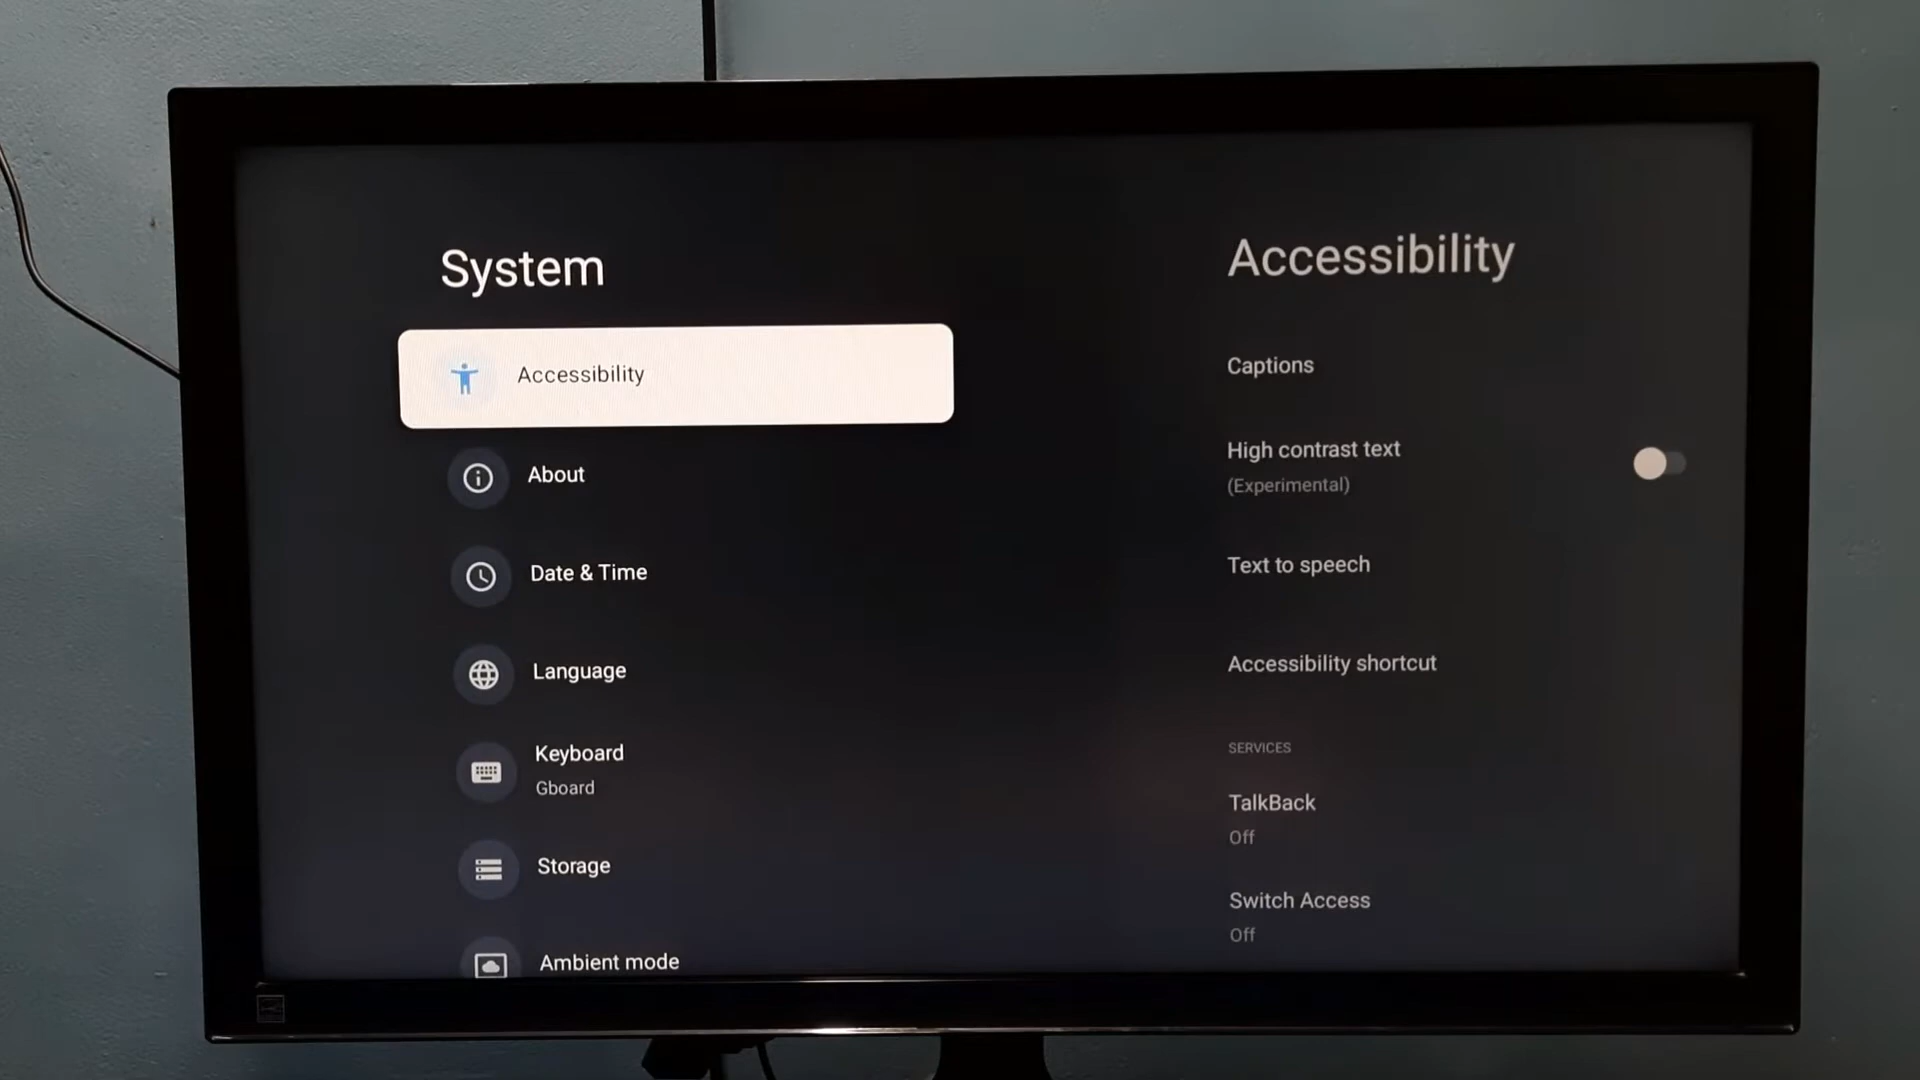 System
Accessibility
About
Date & Time
Language
Keyboard
Gboard
Storage
Ambient mode
Accessibility
Captions
High contrast text
(Experimental)
Text to speech
Accessibility shortcut
SERVICES
TalkBack
Off
Switch Access
Off